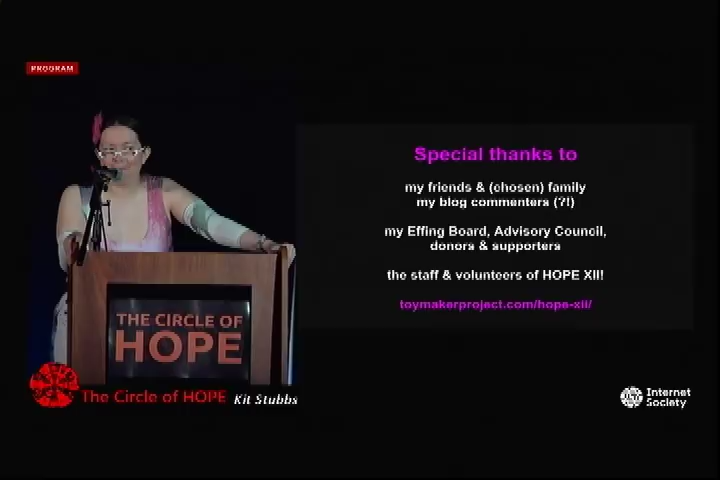 PROGRAM
Special thanks to
my friends & (chosen) family
my blog commenters (?!)
my Effing Board, Advisory Council,
donors & supporters
the staff & volunteers of HOPE XII!
toymakerproject.com/hope-xii/
THE CIRCLE OF
HOPE
The Circle of HOPE
Kit Stubbs
Internet
Society